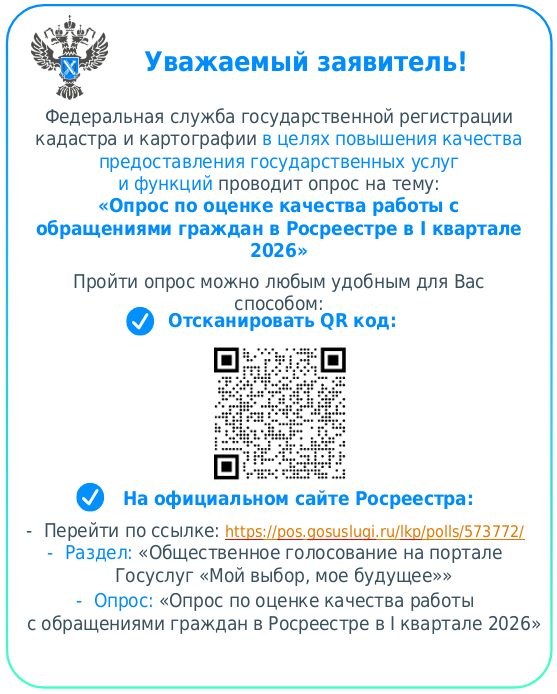 Уважаемый заявитель!
Федеральная служба государственной регистрации
кадастра и картографии в целях повышения качества
предоставления государственных услуг
и функций проводит опрос на тему:
«Опрос по оценке качества работы с
обращениями граждан в Росреестре в I квартале
2026»
Пройти опрос можно любым удобным для Вас
способом:
Отсканировать QR код:
На официальном сайте Росреестра:
- Перейти по ссылке: https://pos.gosuslugi.ru/lkp/polls/573772/
- Раздел: «Общественное голосование на портале
Госуслуг «Мой выбор, мое будущее»»
- Опрос: «Опрос по оценке качества работы
с обращениями граждан в Росреестре в I квартале 2026»